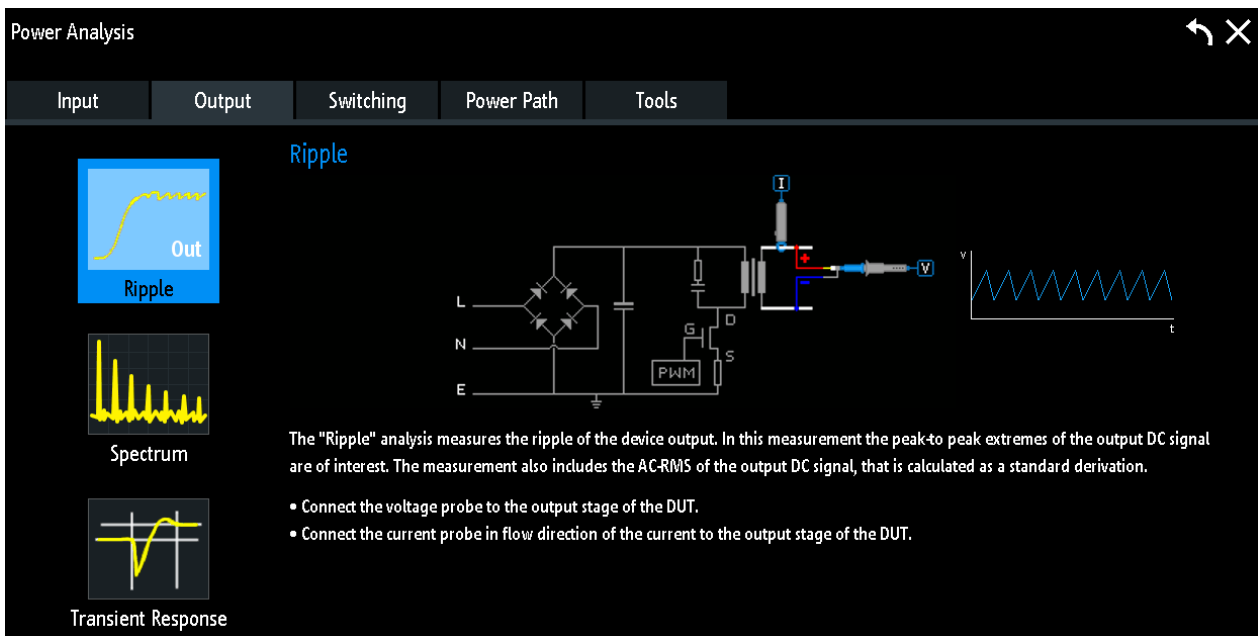 Power Analysis
Input Output Switching Power Path Tools
Ripple
Out
Ripple
Spectrum
Transient Response
I
+
-
V
L
N
E
G
D
S
PWM
v
t
The "Ripple" analysis measures the ripple of the device output. In this measurement the peak-to peak extremes of the output DC signal
are of interest. The measurement also includes the AC-RMS of the output DC signal, that is calculated as a standard derivation.
• Connect the voltage probe to the output stage of the DUT.
• Connect the current probe in flow direction of the current to the output stage of the DUT.